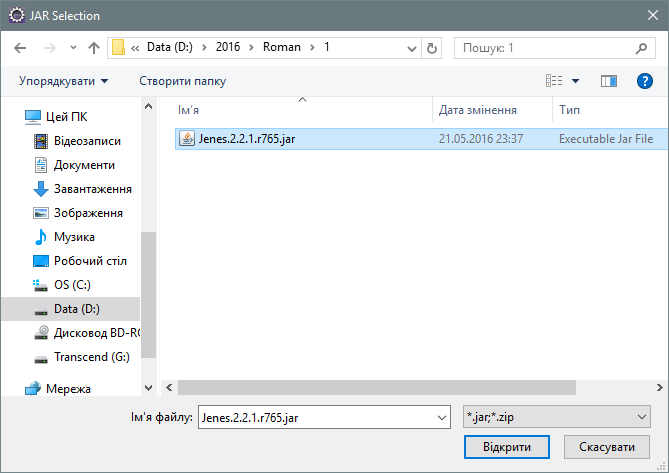 JAR Selection
« Data (D:) › 2016 › Roman › 1
Пошук: 1
Упорядкувати
Створити папку
?
Ім'я
Дата змінення
Тип
Jenes.2.2.1.r765.jar
21.05.2016 23:37
Executable Jar File
Цей ПК
Відеозаписи
Документи
Завантаження
Зображення
Музика
Робочий стіл
OS (C:)
Data (D:)
Дисковод BD-RO
Transcend (G:)
Мережа
Ім'я файлу:
Jenes.2.2.1.r765.jar
*.jar;*.zip
Відкрити
Скасувати